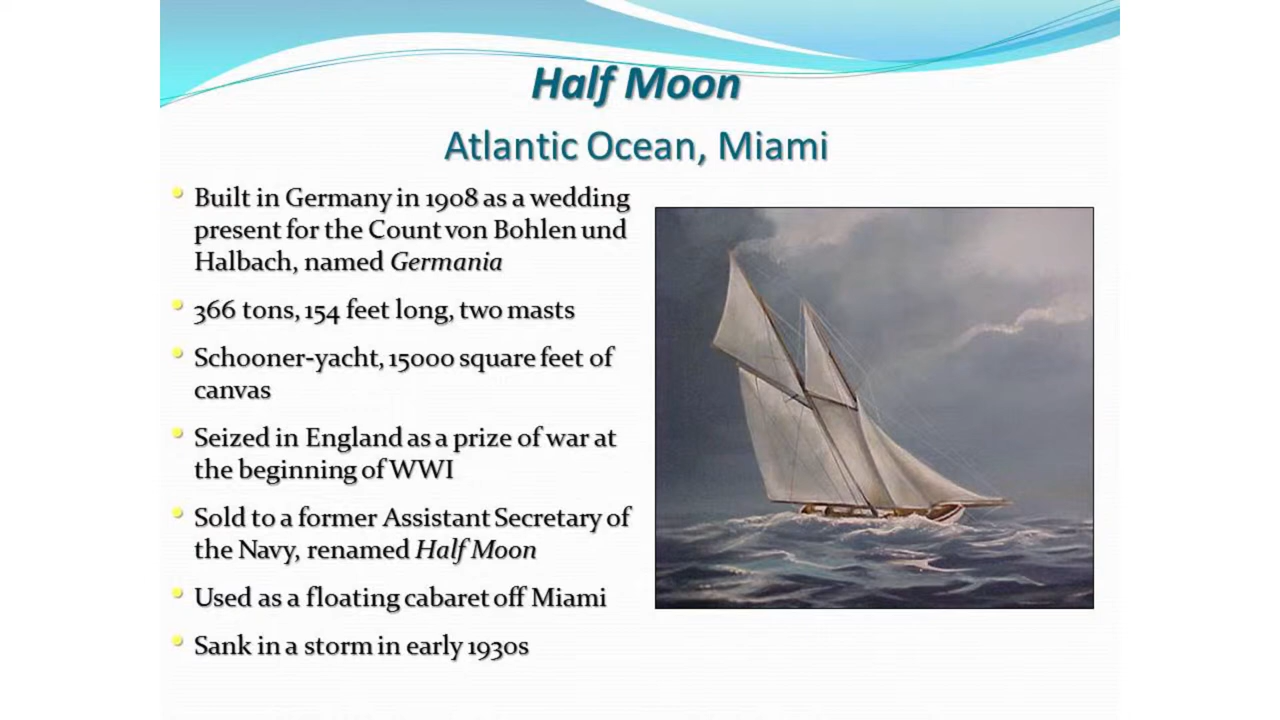 Half Moon
Atlantic Ocean, Miami
Built in Germany in 1908 as a wedding
present for the Count von Bohlen und
Halbach, named Germania
366 tons, 154 feet long, two masts
Schooner-yacht, 15000 square feet of
canvas
Seized in England as a prize of war at
the beginning of WWI
Sold to a former Assistant Secretary of
the Navy, renamed Half Moon
Used as a floating cabaret off Miami
Sank in a storm in early 1930s